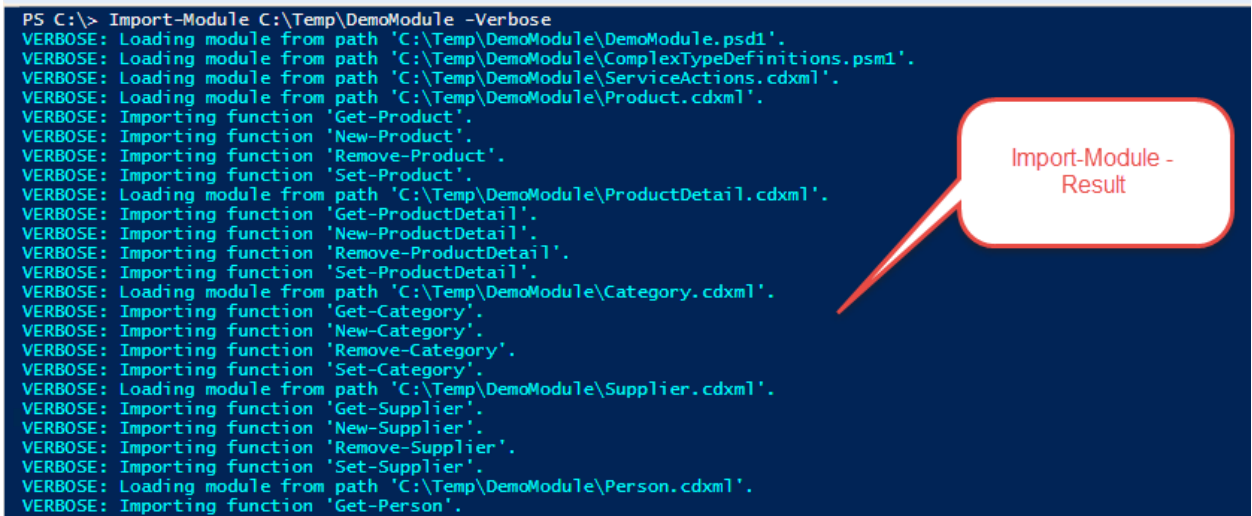 PS C:\> Import-Module C:\Temp\DemoModule -Verbose
VERBOSE: Loading module from path 'C:\Temp\DemoModule\DemoModule.psd1'.
VERBOSE: Loading module from path 'C:\Temp\DemoModule\ComplexTypeDefinitions.psm1'.
VERBOSE: Loading module from path 'C:\Temp\DemoModule\ServiceActions.cdxml'.
VERBOSE: Loading module from path 'C:\Temp\DemoModule\Product.cdxml'.
VERBOSE: Importing function 'Get-Product'.
VERBOSE: Importing function 'New-Product'.
VERBOSE: Importing function 'Remove-Product'.
VERBOSE: Importing function 'Set-Product'.
VERBOSE: Loading module from path 'C:\Temp\DemoModule\ProductDetail.cdxml'.
VERBOSE: Importing function 'Get-ProductDetail'.
VERBOSE: Importing function 'New-ProductDetail'.
VERBOSE: Importing function 'Remove-ProductDetail'.
VERBOSE: Importing function 'Set-ProductDetail'.
VERBOSE: Loading module from path 'C:\Temp\DemoModule\Category.cdxml'.
VERBOSE: Importing function 'Get-Category'.
VERBOSE: Importing function 'New-Category'.
VERBOSE: Importing function 'Remove-Category'.
VERBOSE: Importing function 'Set-Category'.
VERBOSE: Loading module from path 'C:\Temp\DemoModule\Supplier.cdxml'.
VERBOSE: Importing function 'Get-Supplier'.
VERBOSE: Importing function 'New-Supplier'.
VERBOSE: Importing function 'Remove-Supplier'.
VERBOSE: Importing function 'Set-Supplier'.
VERBOSE: Loading module from path 'C:\Temp\DemoModule\Person.cdxml'.
VERBOSE: Importing function 'Get-Person'.
Import-Module -
Result